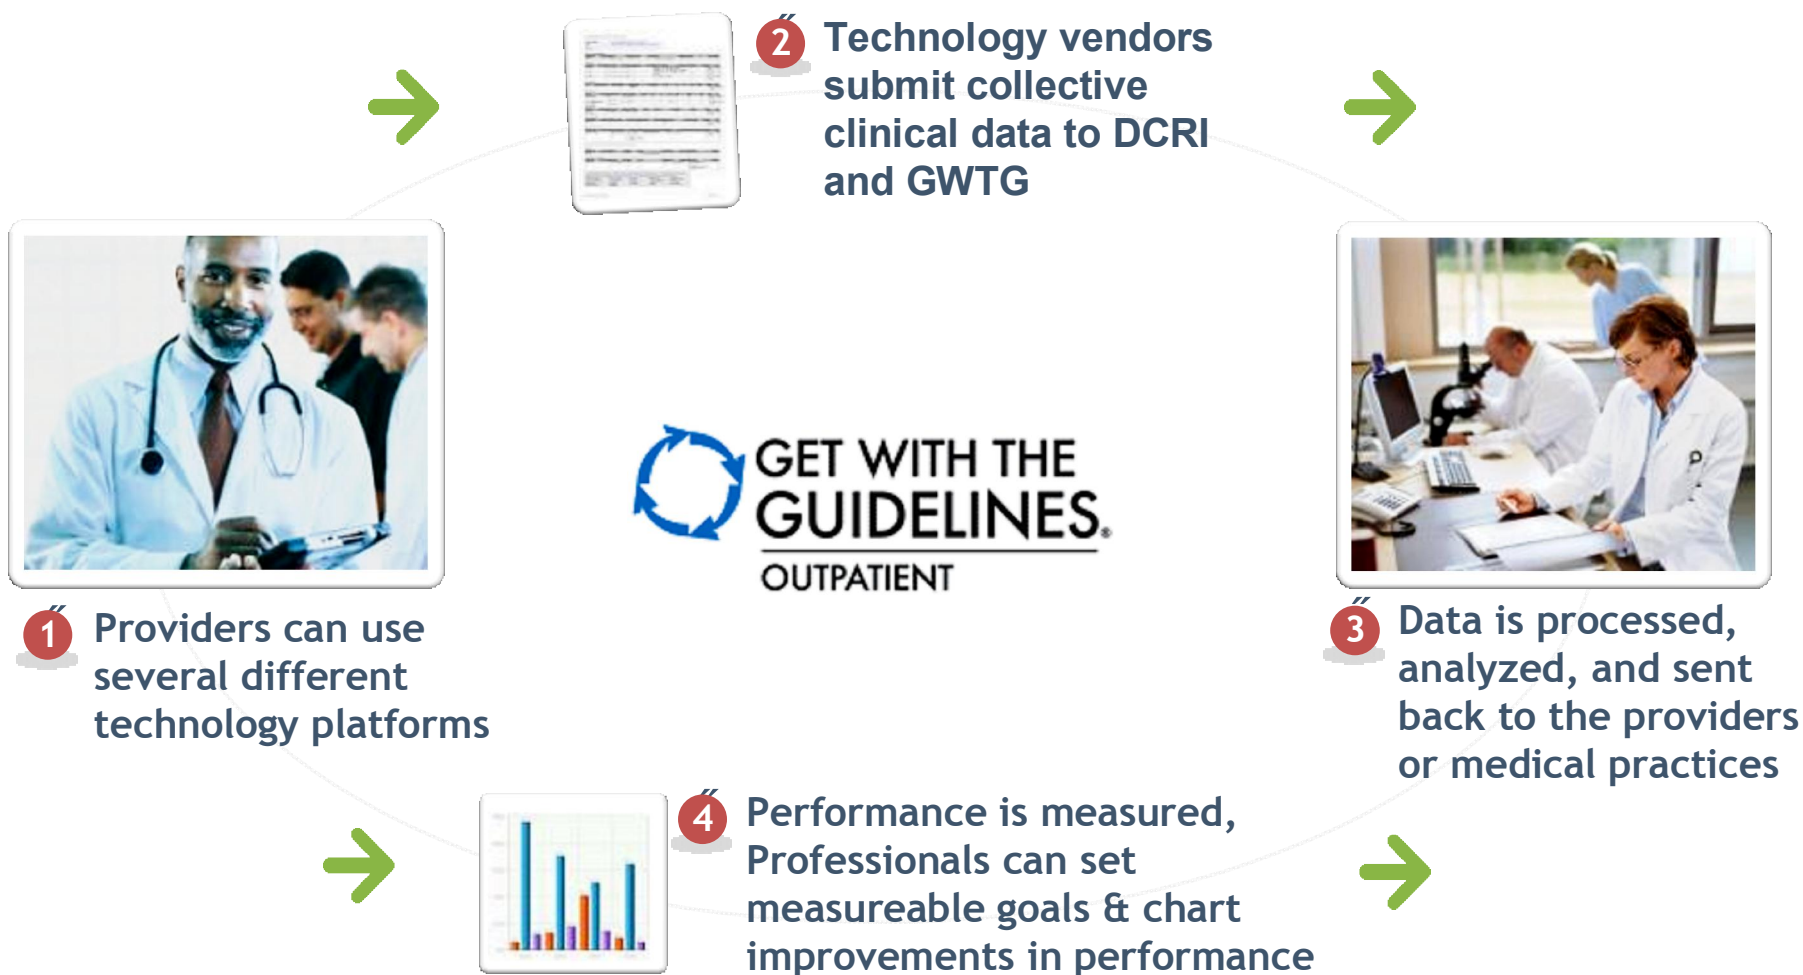 1
Providers can use
several different
technology platforms
2
Technology vendors
submit collective
clinical data to DCRI
and GWTG
3
Data is processed,
analyzed, and sent
back to the providers
or medical practices
4
Performance is measured,
Professionals can set
measureable goals & chart
improvements in performance
GET WITH THE
GUIDELINES®
OUTPATIENT